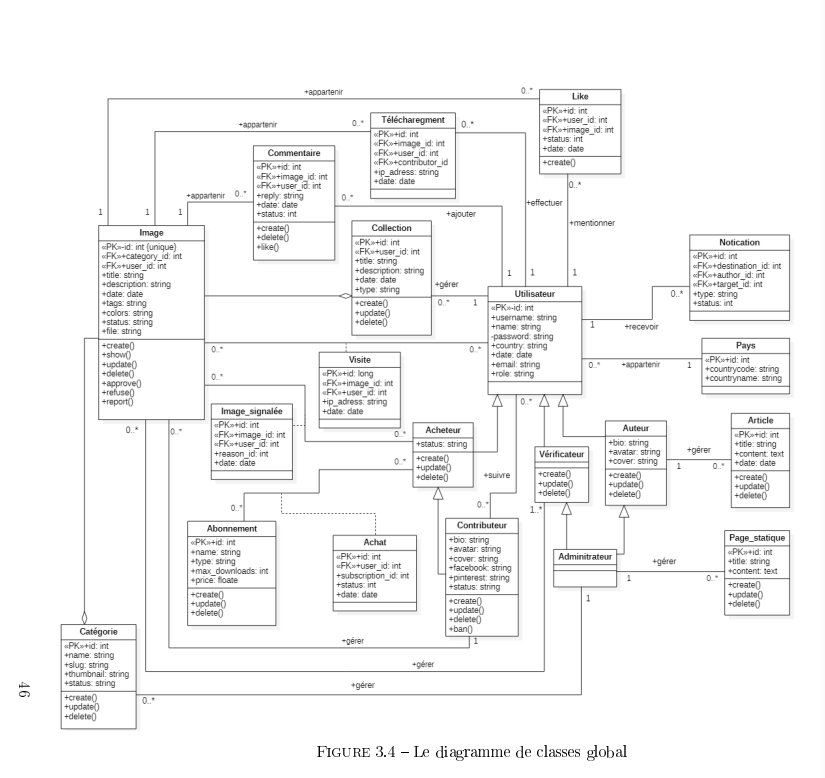 +appartenir
0..*
Like
«PK»+id: int
«FK»+user_id: int
«FK»+image_id: int
+status: int
+date: date
+create()
+appartenir
0..*
Télécharegment
«PK»+id: int
«FK»+image_id: int
«FK»+user_id: int
«FK»+contributor_id
+ip_adress: string
+date: date
0..*
Commentaire
«PK»+id: int
«FK»+image_id: int
«FK»+user_id: int
+reply: string
+date: date
+status: int
+create()
+delete()
+like()
+appartenir
0..*
0..*
+ajouter
+effectuer
0..*
+mentionner
1
1
1
Image
«PK»-id: int {unique}
«FK»+category_id: int
«FK»+user_id: int
+title: string
+description: string
+date: date
+tags: string
+colors: string
+status: string
+file: string
+create()
+show()
+update()
+delete()
+approve()
+refuse()
+report()
Collection
«PK»+id: int
«FK»+user_id: int
+title: string
+description: string
+date: date
+type: string
+create()
+update()
+delete()
+gérer
0..*
1
1
1
1
Utilisateur
«PK»-id: int
+username: string
+name: string
-password: string
+country: string
+date: date
+email: string
+role: string
Notication
«PK»+id: int
«FK»+destination_id: int
«FK»+author_id: int
«FK»+target_id: int
+type: string
+status: int
0..*
1
+recevoir
Pays
«PK»+id: int
+countrycode: string
+countryname: string
0..*
+appartenir
1
0..*
0..*
Visite
«PK»+id: long
«FK»+image_id: int
«FK»+user_id: int
+ip_adress: string
+date: date
0..*
Image_signalée
«PK»+id: int
«FK»+image_id: int
«FK»+user_id: int
+reason_id: int
+date: date
0..*
0..*
0..*
Acheteur
+status: string
+create()
+update()
+delete()
0..*
0..*
+suivre
0..*
Vérificateur
+create()
+update()
+delete()
1..*
Auteur
+bio: string
+avatar: string
+cover: string
+create()
+update()
+delete()
+gérer
1
0..*
Article
«PK»+id: int
+title: string
+content: text
+date: date
+create()
+update()
+delete()
0..*
Abonnement
«PK»+id: int
+name: string
+type: string
+max_downloads: int
+price: floate
+create()
+update()
+delete()
Achat
«PK»+id: int
«FK»+user_id: int
+subscription_id: int
+status: int
+date: date
Contributeur
+bio: string
+avatar: string
+cover: string
+facebook: string
+pinterest: string
+status: string
+create()
+update()
+delete()
+ban()
1
Adminitrateur
1
+gérer
1
0..*
Page_statique
«PK»+id: int
+title: string
+content: text
+create()
+update()
+delete()
+gérer
+gérer
+gérer
Catégorie
«PK»+id: int
+name: string
+slug: string
+thumbnail: string
+status: string
+create()
+update()
+delete()
0..*
46
FIGURE 3.4 – Le diagramme de classes global